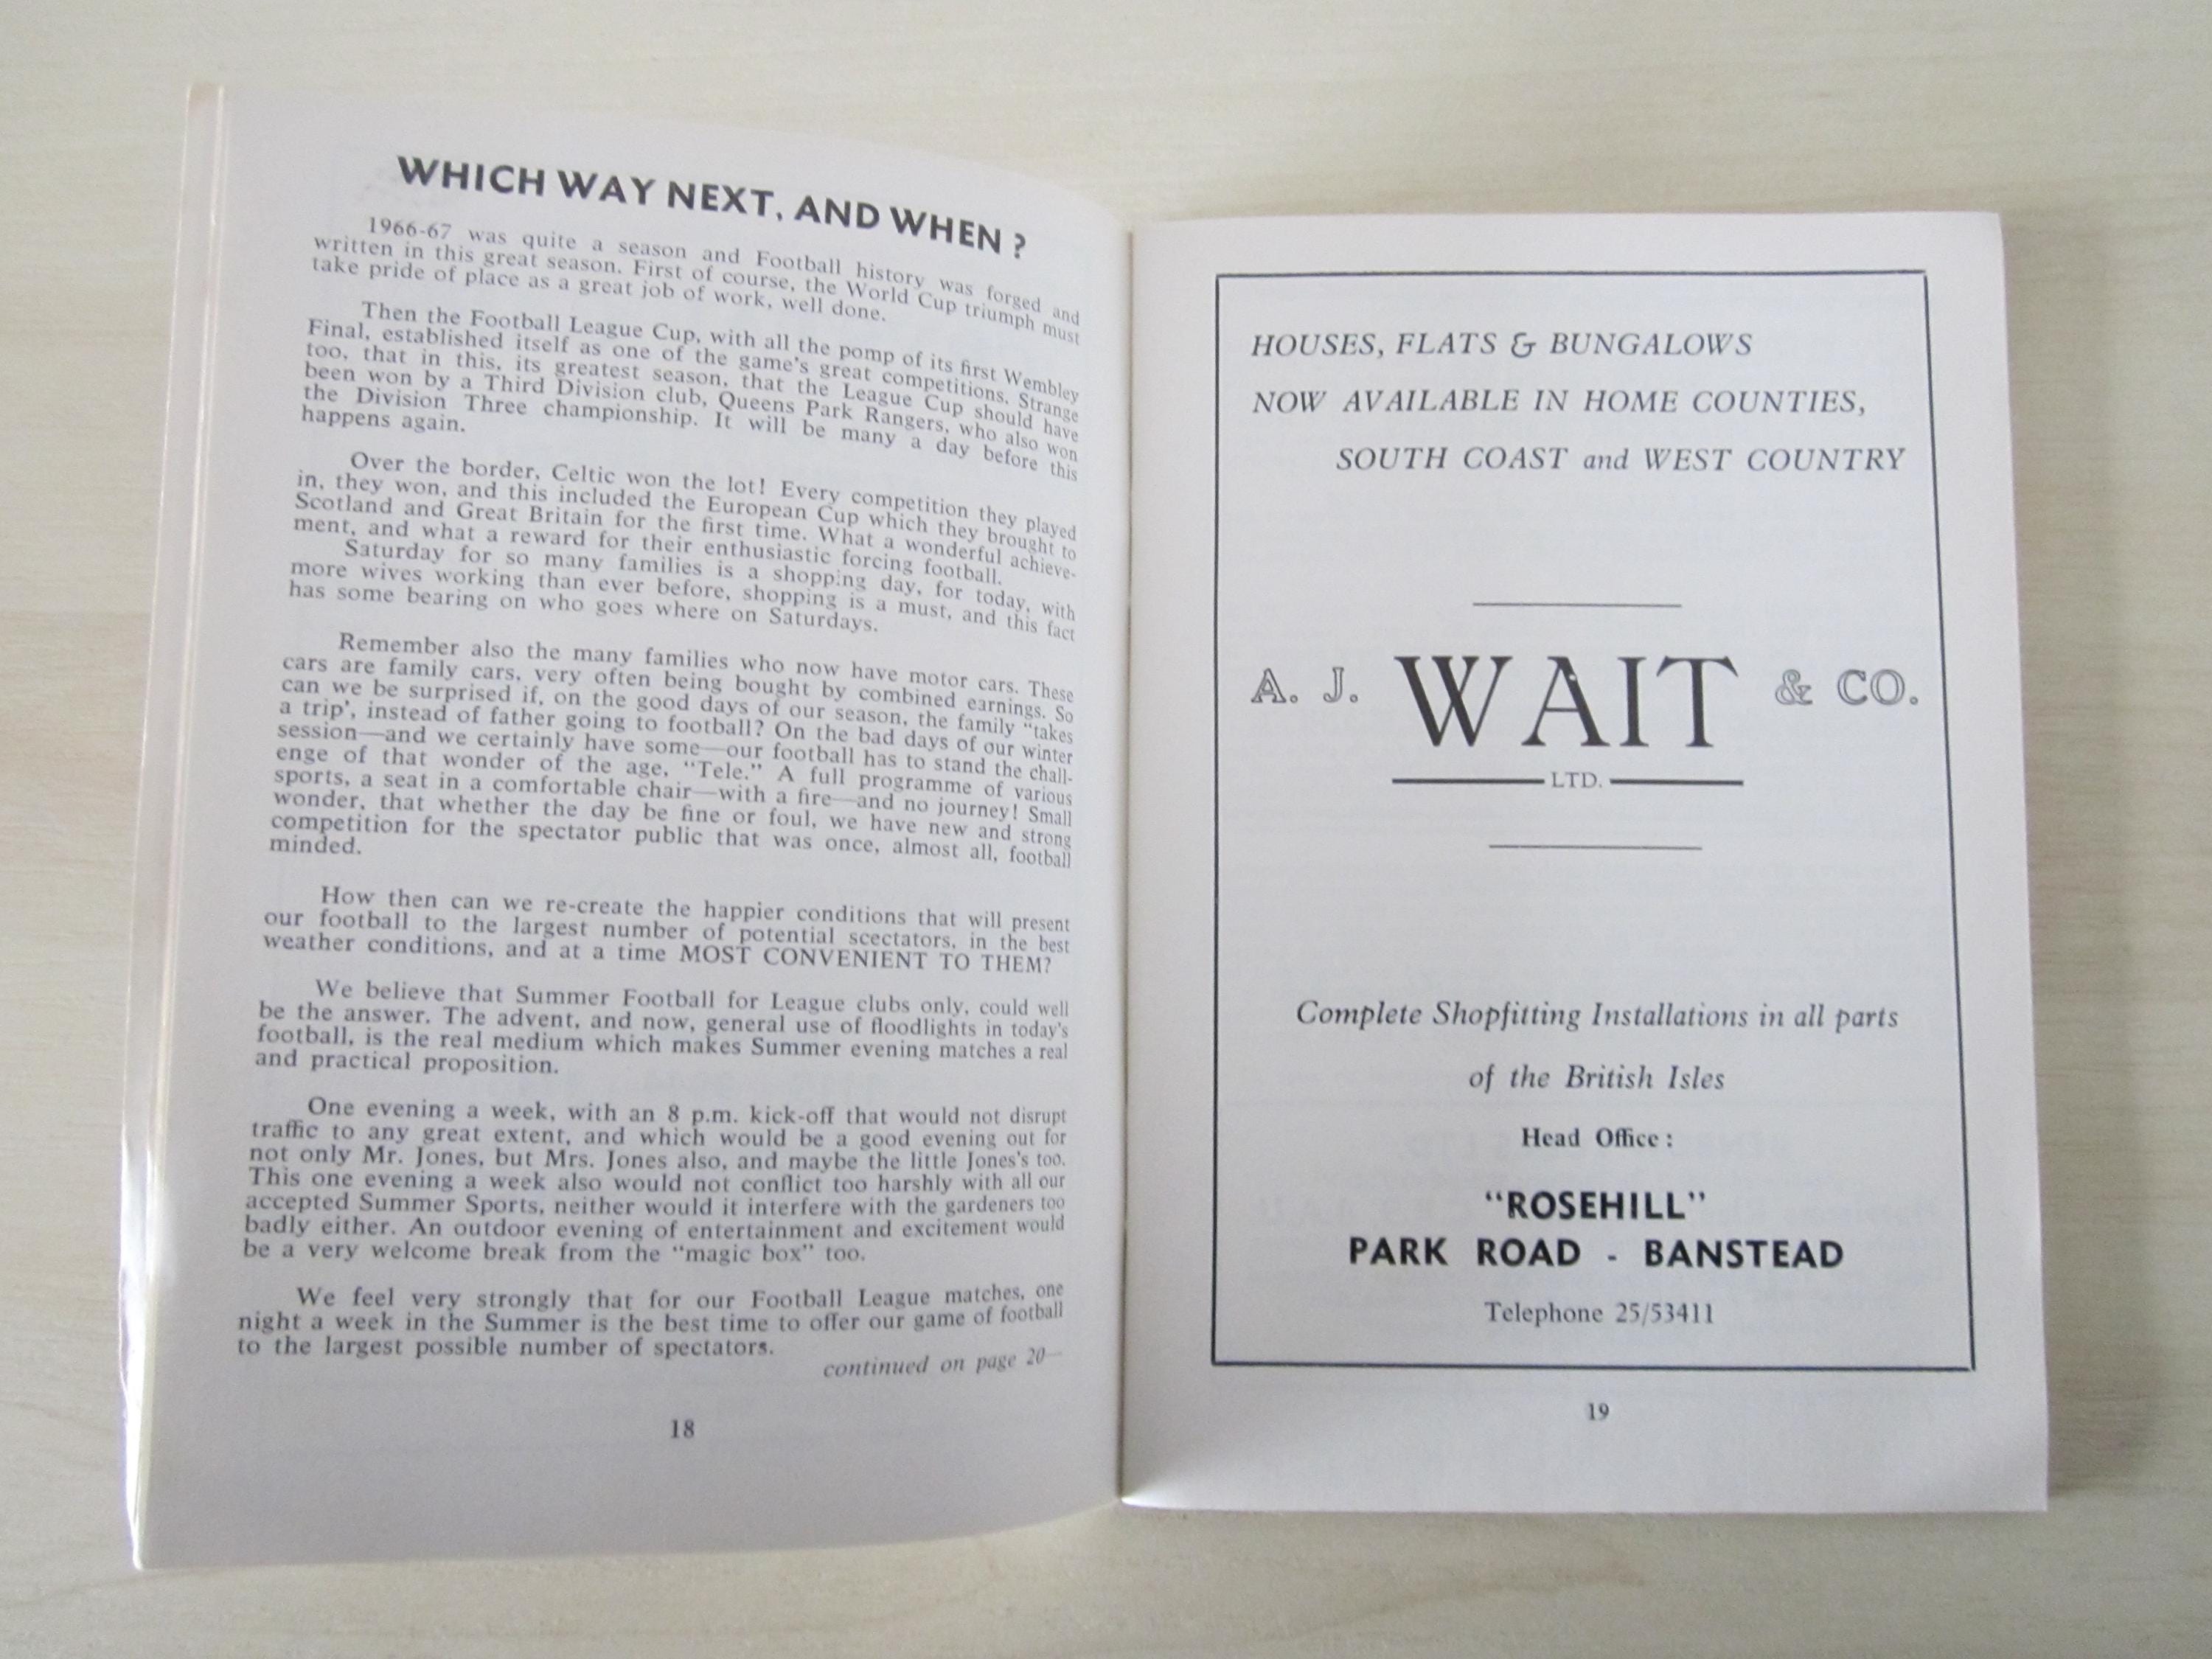 WHICH WAY NEXT, AND WHEN ?
1966-67 was quite a season and Football history was forged and
written in this great season. First of course, the World Cup triumph must
take pride of place as a great job of work, well done.
Then the Football League Cup, with all the pomp of its first Wembley
Final, established itself as one of the game's great competitions. Strange
too, that in this, its greatest season, that the League Cup should have
been won by a Third Division club, Queens Park Rangers, who also won
the Division Three championship. It will be many a day before this
happens again.
Over the border, Celtic won the lot! Every competition they played
in, they won, and this included the European Cup which they brought to
Scotland and Great Britain for the first time. What a wonderful achieve-
ment, and what a reward for their enthusiastic forcing football.
Saturday for so many families is a shopping day, for today, with
more wives working than ever before, shopping is a must, and this fact
has some bearing on who goes where on Saturdays.
Remember also the many families who now have motor cars. These
cars are family cars, very often being bought by combined earnings. So
can we be surprised if, on the good days of our season, the family "takes
a trip', instead of father going to football? On the bad days of our winter
session—and we certainly have some—our football has to stand the chall-
enge of that wonder of the age, "Tele." A full programme of various
sports, a seat in a comfortable chair—with a fire—and no journey! Small
wonder, that whether the day be fine or foul, we have new and strong
competition for the spectator public that was once, almost all, football
minded.
How then can we re-create the happier conditions that will present
our football to the largest number of potential scectators, in the best
weather conditions, and at a time MOST CONVENIENT TO THEM?
We believe that Summer Football for League clubs only, could well
be the answer. The advent, and now, general use of floodlights in today's
football, is the real medium which makes Summer evening matches a real
and practical proposition.
One evening a week, with an 8 p.m. kick-off that would not disrupt
traffic to any great extent, and which would be a good evening out for
not only Mr. Jones, but Mrs. Jones also, and maybe the little Jones's too.
This one evening a week also would not conflict too harshly with all our
accepted Summer Sports, neither would it interfere with the gardeners too
badly either. An outdoor evening of entertainment and excitement would
be a very welcome break from the "magic box" too.
We feel very strongly that for our Football League matches, one
night a week in the Summer is the best time to offer our game of football
to the largest possible number of spectators.
continued on page 20—
18
HOUSES, FLATS & BUNGALOWS
NOW AVAILABLE IN HOME COUNTIES,
SOUTH COAST and WEST COUNTRY
A. J. WAIT & CO.
LTD.
Complete Shopfitting Installations in all parts
of the British Isles
Head Office :
"ROSEHILL"
PARK ROAD - BANSTEAD
Telephone 25/53411
19